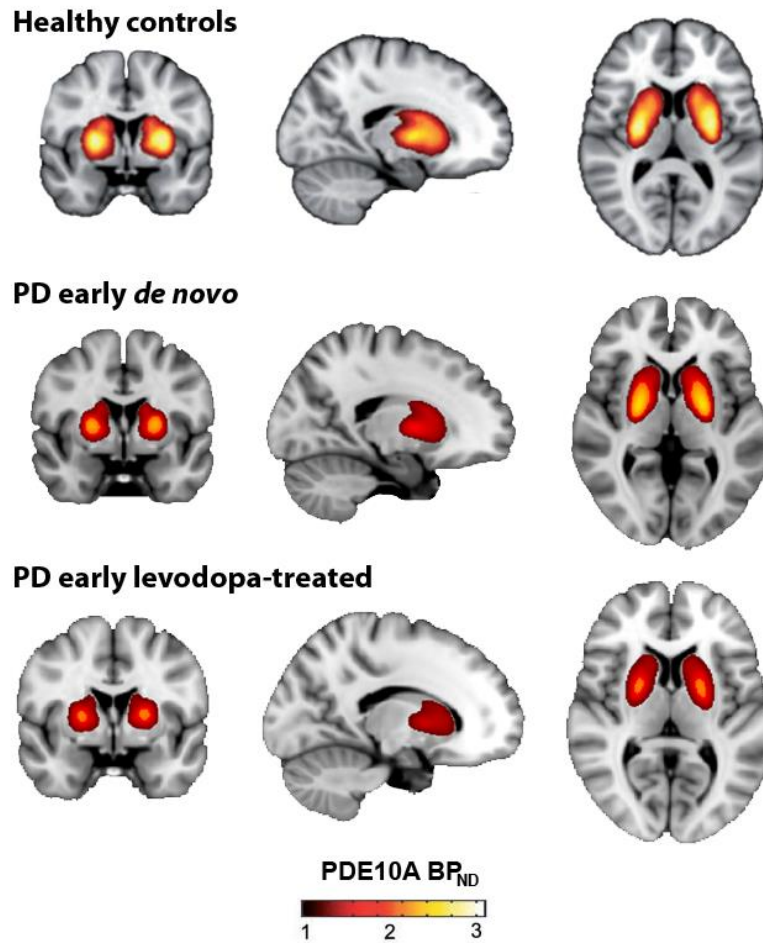 Healthy controls
PD early de novo
PD early levodopa-treated
PDE10A BPND
1 2 3